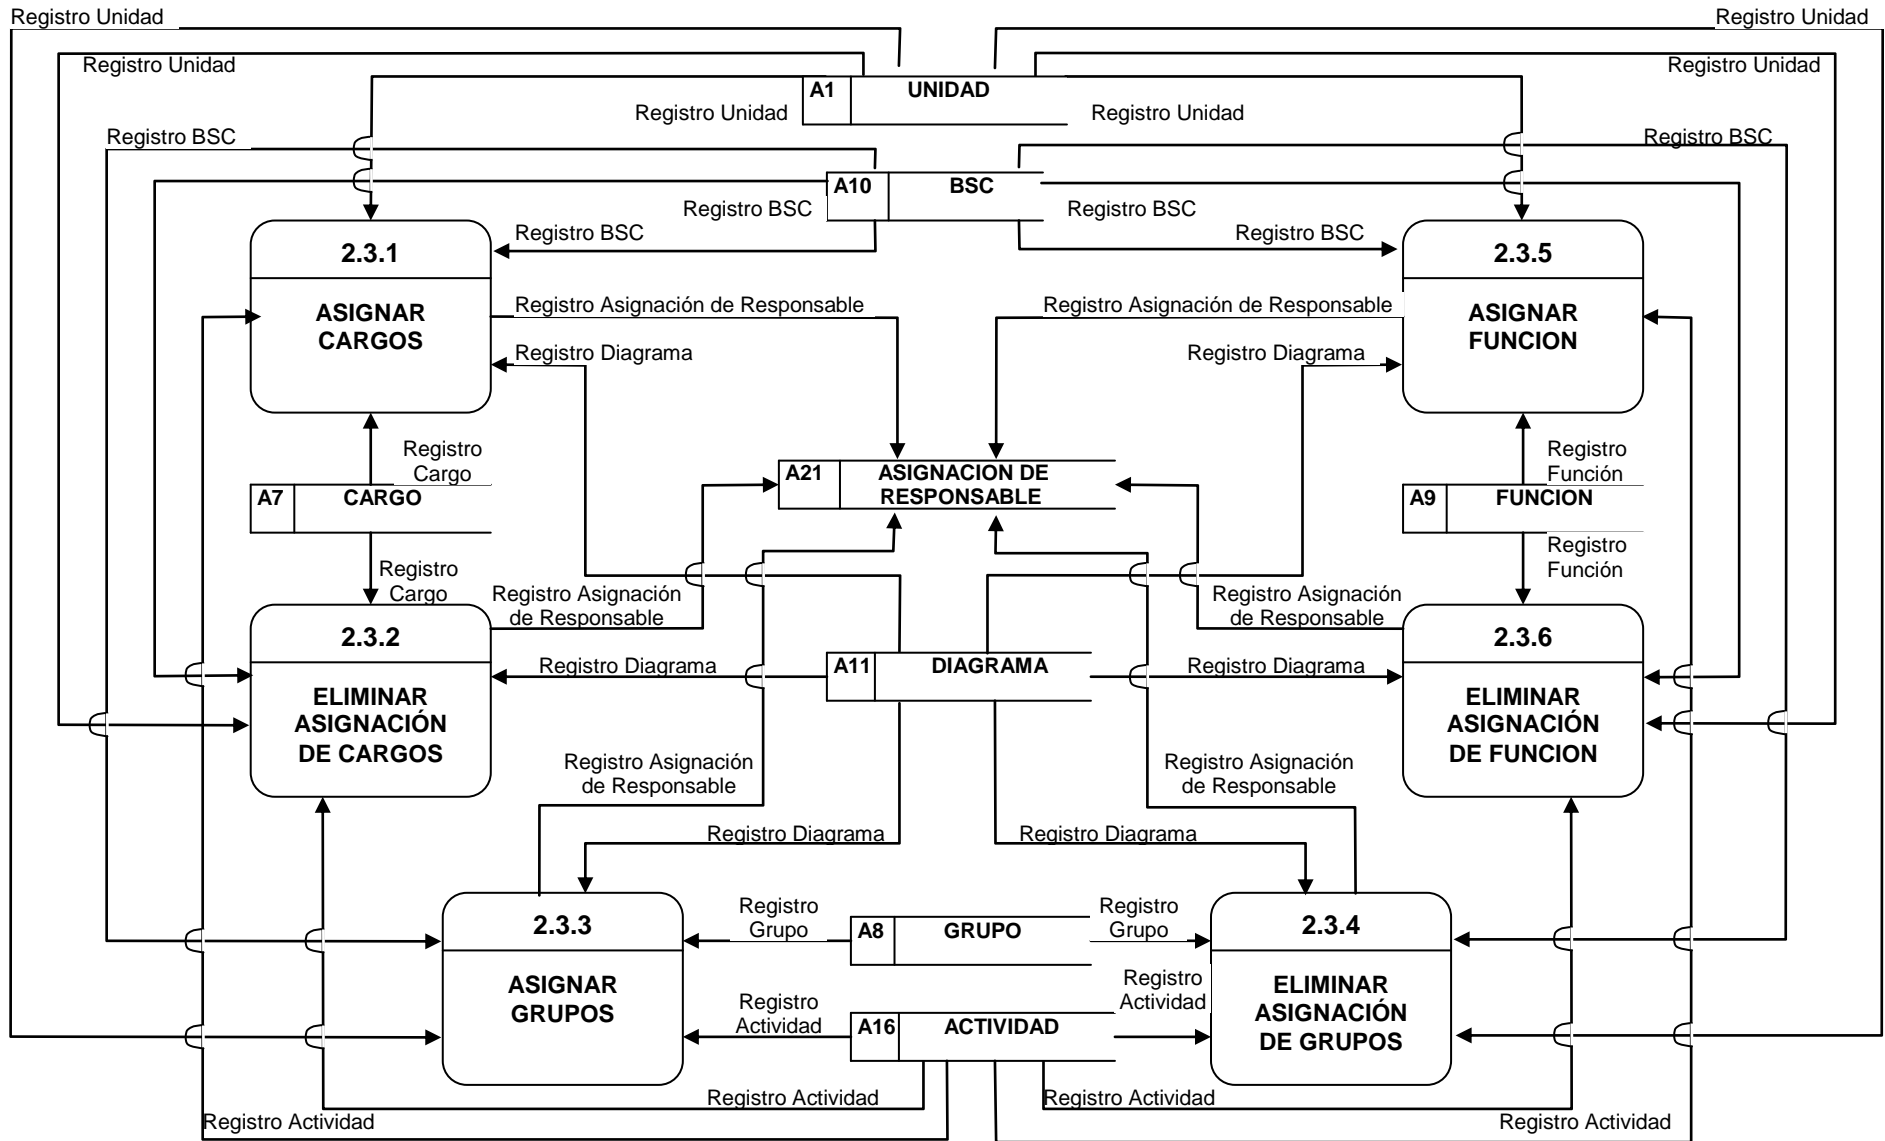 Registro Unidad
Registro Unidad
Registro Unidad
Registro Unidad
A1
UNIDAD
Registro Unidad
Registro Unidad
Registro BSC
Registro BSC
A10
BSC
Registro BSC
Registro BSC
Registro BSC
Registro BSC
2.3.1
ASIGNAR
CARGOS
2.3.5
ASIGNAR
FUNCION
Registro Asignación de Responsable
Registro Asignación de Responsable
Registro Diagrama
Registro Diagrama
Registro
Cargo
A7
CARGO
Registro
Cargo
A21
ASIGNACION DE
RESPONSABLE
Registro
Función
A9
FUNCION
Registro
Función
Registro Asignación
de Responsable
Registro Asignación
de Responsable
2.3.2
ELIMINAR
ASIGNACIÓN
DE CARGOS
Registro Diagrama
A11
DIAGRAMA
Registro Diagrama
2.3.6
ELIMINAR
ASIGNACIÓN
DE FUNCION
Registro Asignación
de Responsable
Registro Asignación
de Responsable
Registro Diagrama
Registro Diagrama
2.3.3
ASIGNAR
GRUPOS
Registro
Grupo
A8
GRUPO
Registro
Grupo
2.3.4
ELIMINAR
ASIGNACIÓN
DE GRUPOS
Registro
Actividad
A16
ACTIVIDAD
Registro
Actividad
Registro Actividad
Registro Actividad
Registro Actividad
Registro Actividad